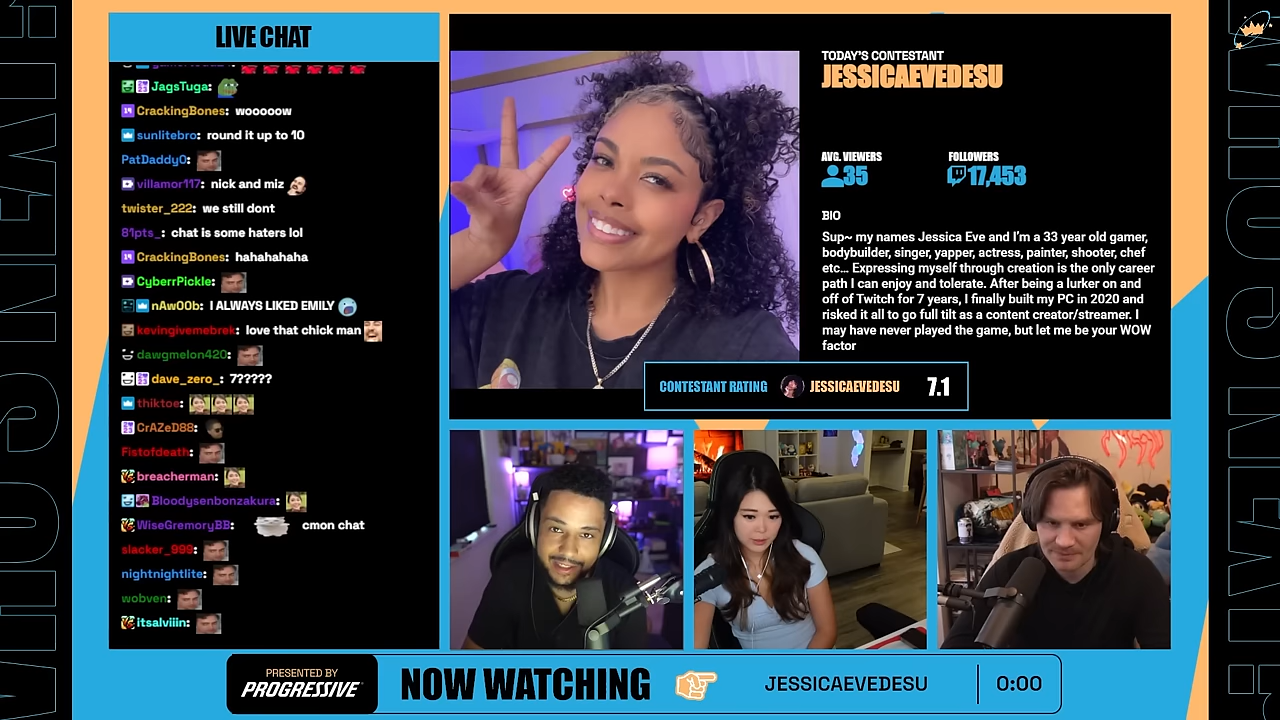 LIVE CHAT
JagsTuga:
CrackingBones: wooooow
sunlitebro: round it up to 10
PatDaddy0:
villamor117: nick and miz
twister_222: we still dont
81pts_: chat is some haters lol
CrackingBones: hahahahaha
CyberrPickle:
nAw00b: I ALWAYS LIKED EMILY
kevingivemebrek: love that chick man
dawgmelon420:
dave_zero_: 7?????
thiktoe:
CrAZeD88:
Fistofdeath:
breacherman:
Bloodysenbonzakura:
WiseGremoryBB: cmon chat
slacker_999:
nightnightlite:
wobven:
itsalviiin:
TODAY'S CONTESTANT
JESSICAEVEDESU
AVG. VIEWERS FOLLOWERS
35 17,453
BIO
Sup~ my names Jessica Eve and I'm a 33 year old gamer,
bodybuilder, singer, yapper, actress, painter, shooter, chef
etc... Expressing myself through creation is the only career
path I can enjoy and tolerate. After being a lurker on and
off of Twitch for 7 years, I finally built my PC in 2020 and
risked it all to go full tilt as a content creator/streamer. I
may have never played the game, but let me be your WOW
factor
CONTESTANT RATING JESSICAEVEDESU 7.1
PRESENTED BY
PROGRESSIVE
NOW WATCHING JESSICAEVEDESU 0:00